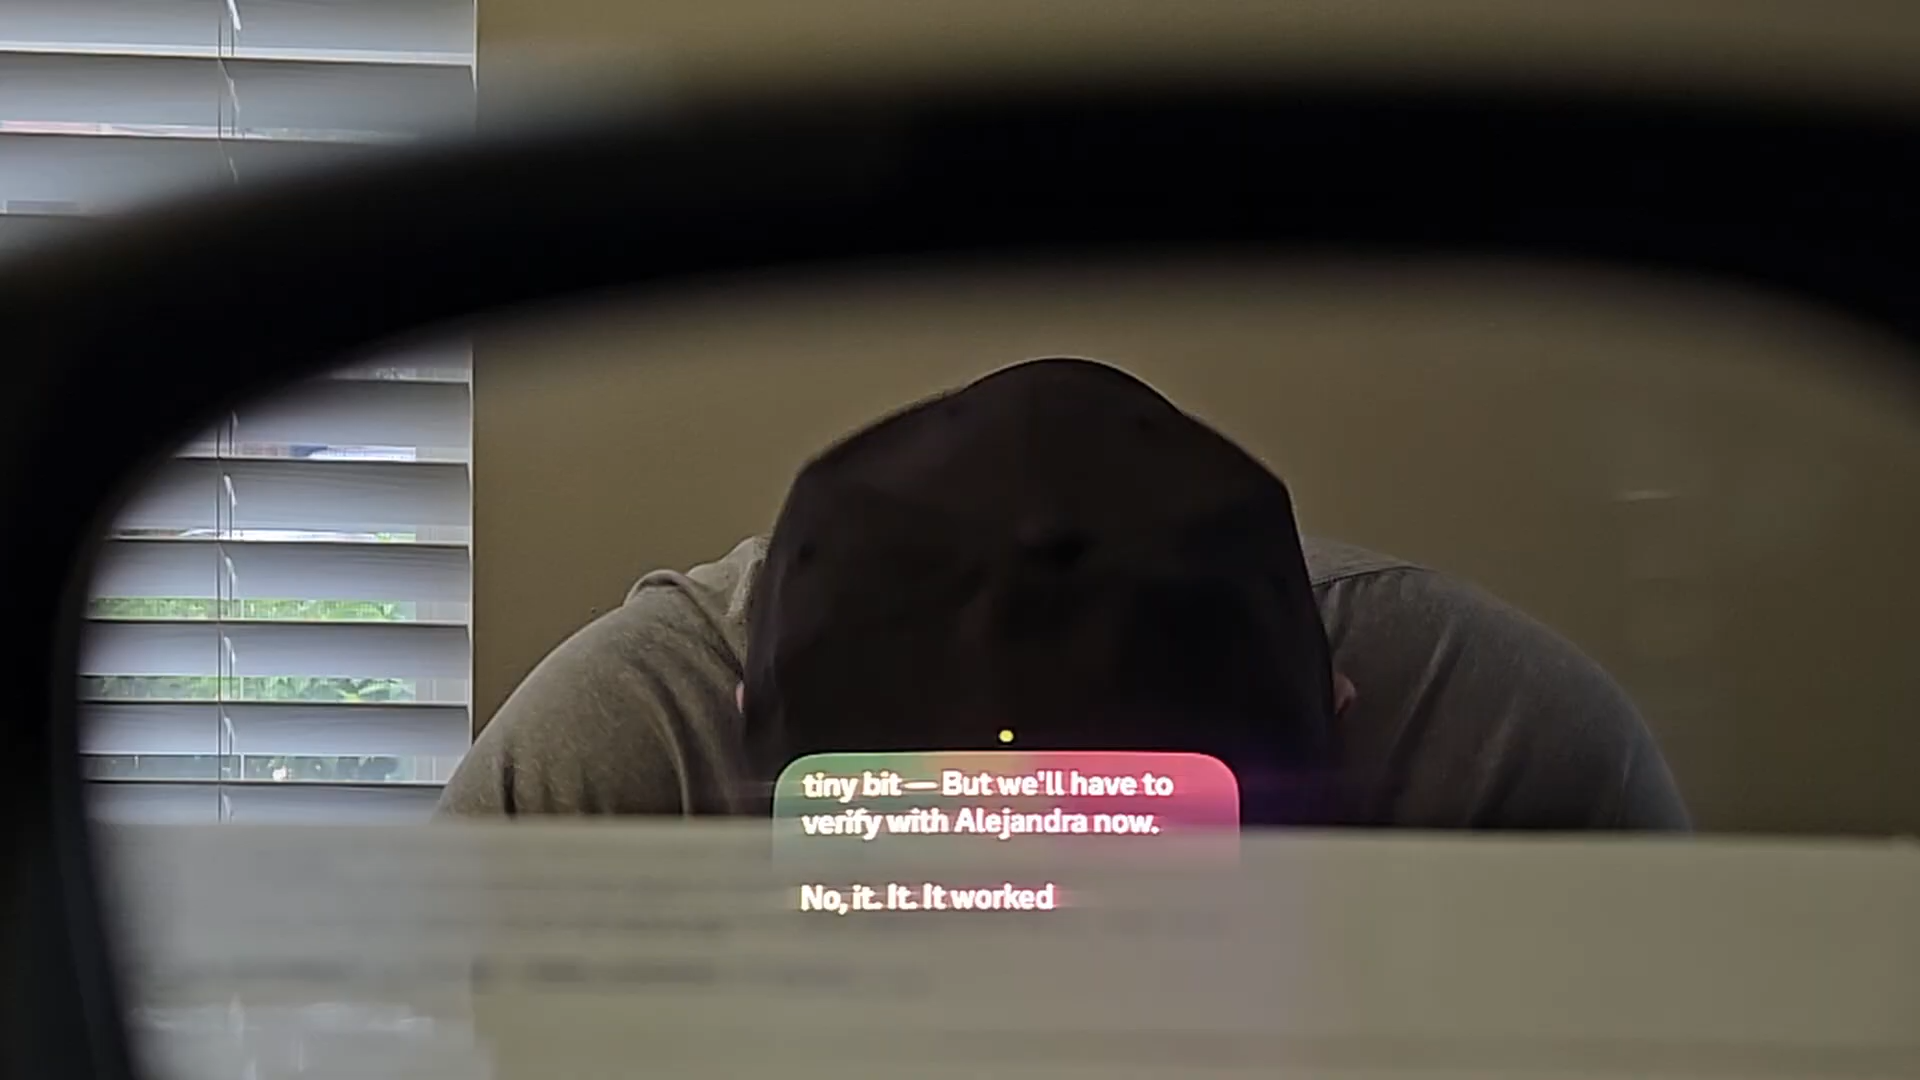 tiny bit — But we'll have to
verify with Alejandra now.
No, it. It. It worked